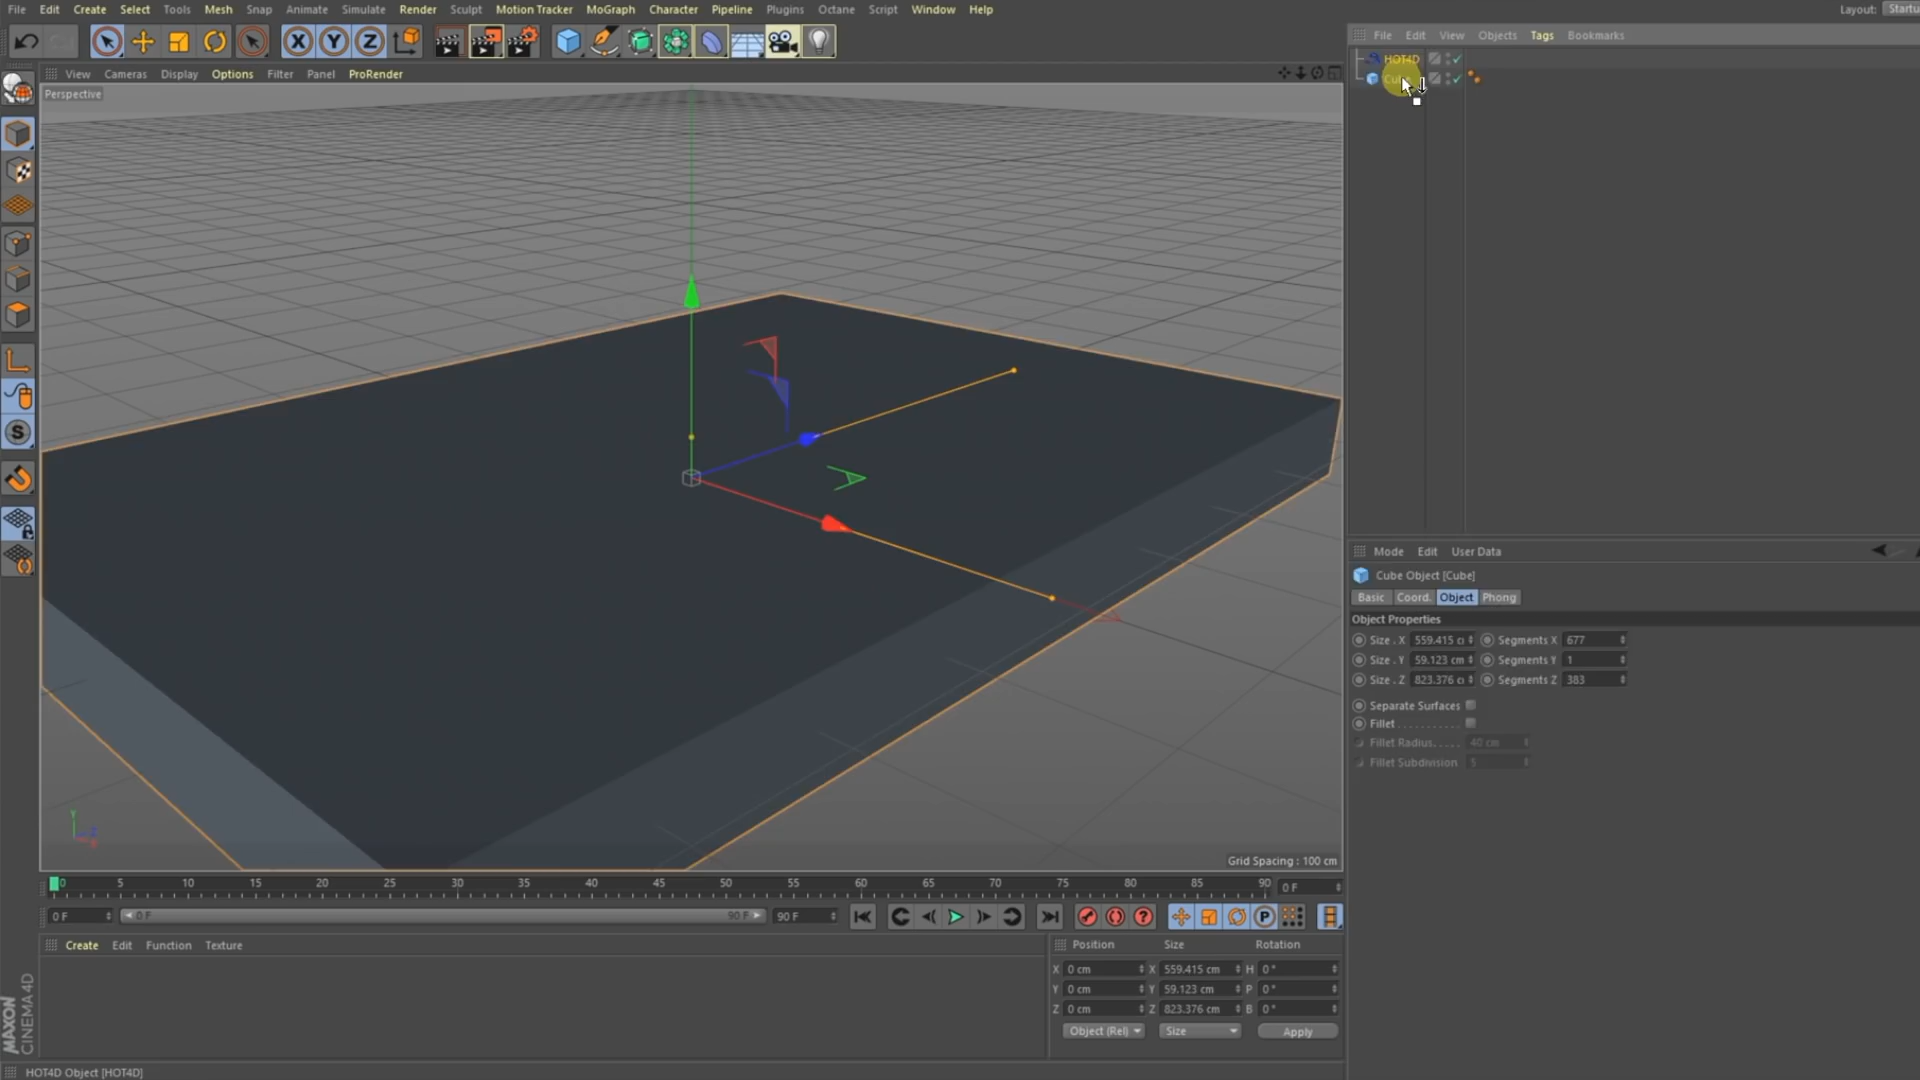 File Edit Create Select Tools Mesh Snap Animate Simulate Render Sculpt Motion Tracker MoGraph Character Pipeline Plugins Octane Script Window Help
Layout: Startu
File Edit View Objects Tags Bookmarks
X Y Z
HOT4D
View Cameras Display Options Filter Panel ProRender
Perspective
S
Mode Edit User Data
Cube Object [Cube]
Basic Coord. Object Phong
Object Properties
Size . X 559.415 c Segments X 677
Size . Y 59.123 cm Segments Y 1
Size . Z 823.376 c Segments Z 383
Separate Surfaces
Fillet
Fillet Radius 40 cm
Fillet Subdivision 5
Y
Z
X
Grid Spacing : 100 cm
0 5 10 15 20 25 30 35 40 45 50 55 60 65 70 75 80 85 90 0 F
0 F 0 F 90 F 90 F P
Create Edit Function Texture
Position Size Rotation
X 0 cm X 559.415 cm H 0 °
Y 0 cm Y 59.123 cm P 0 °
Z 0 cm Z 823.376 cm B 0 °
Object (Rel) Size Apply
MAXON
CINEMA 4D
HOT4D Object [HOT4D]